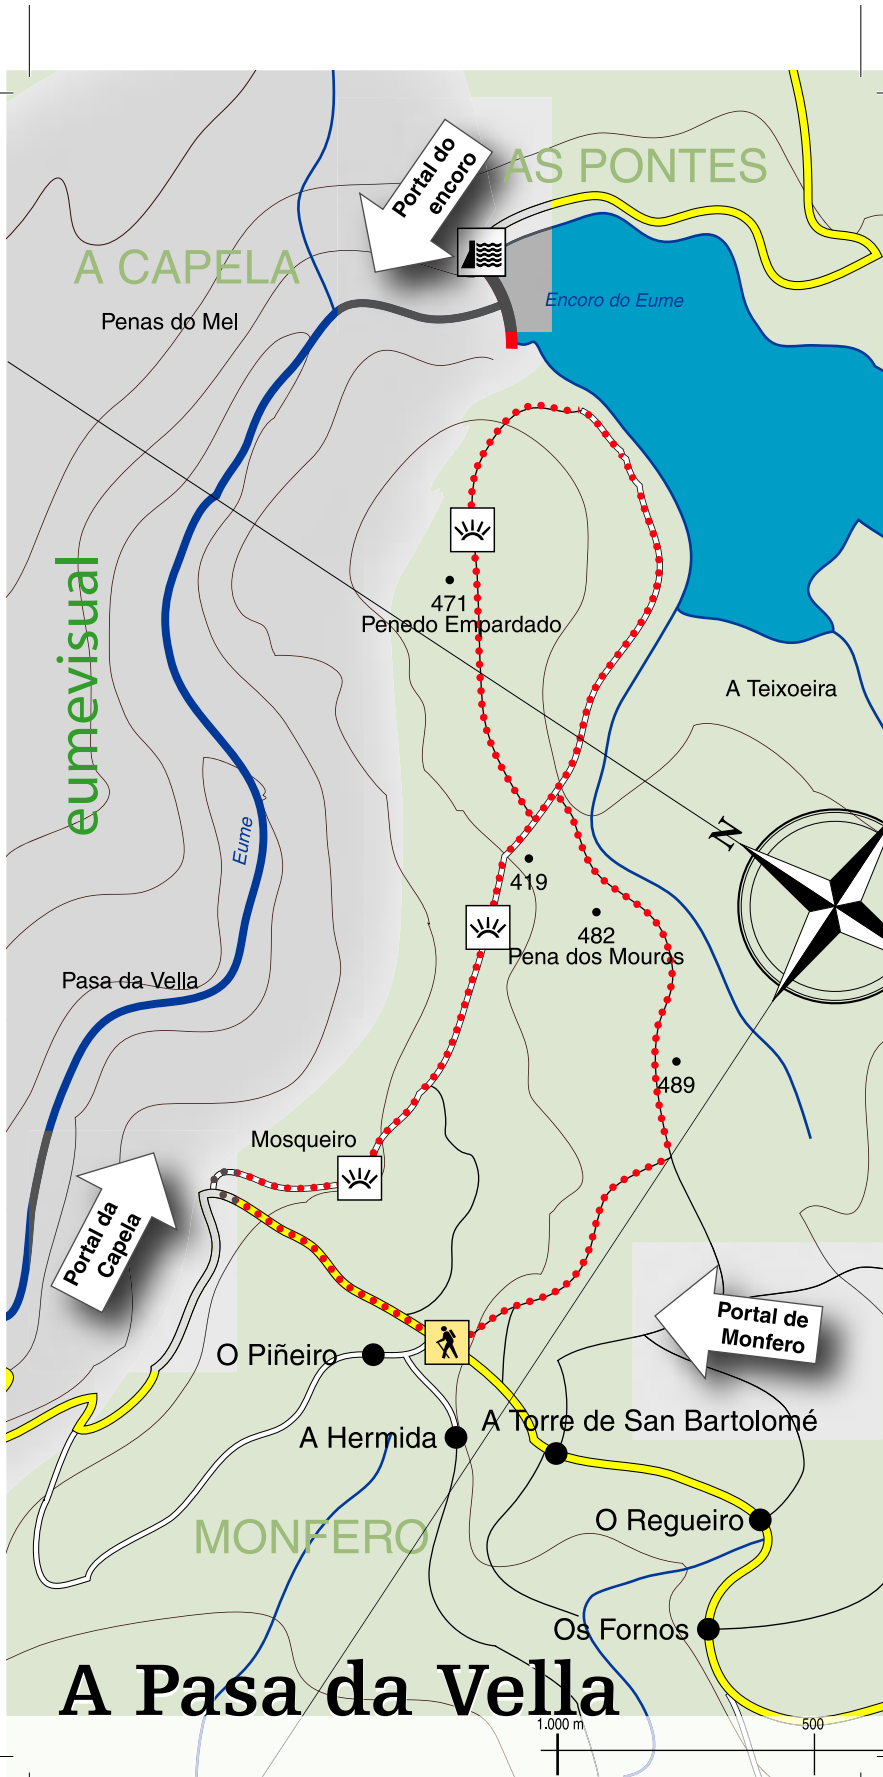 Portal do
encoro
AS PONTES
A CAPELA
Penas do Mel
Encoro do Eume
471
Penedo Empardado
eumevisual
A Teixoeira
N
Eume
419
482
Pena dos Mouros
Pasa da Vella
489
Mosqueiro
Portal da
Capela
Portal de
Monfero
O Piñeiro
A Hermida
A Torre de San Bartolomé
MONFERO
O Regueiro
Os Fornos
A Pasa da Vella
1.000 m
500